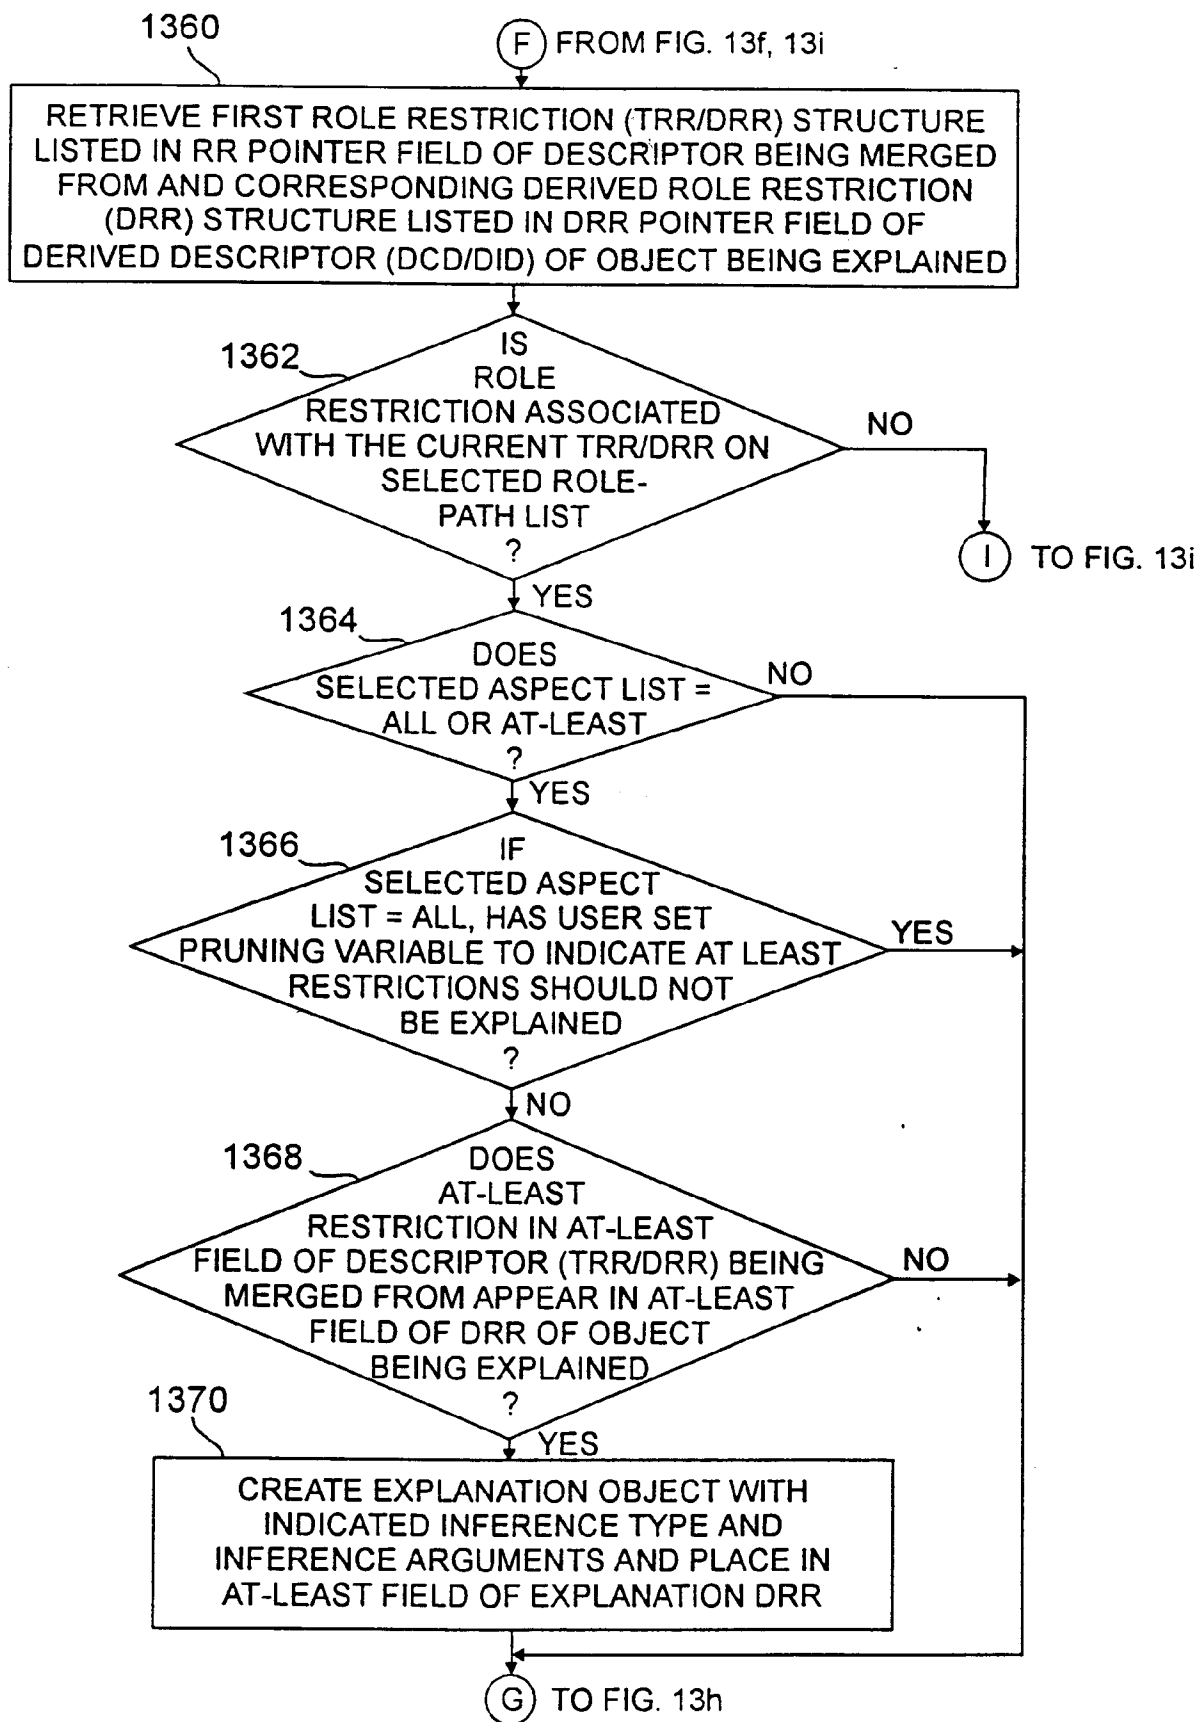 1360
F FROM FIG. 13f, 13i
RETRIEVE FIRST ROLE RESTRICTION (TRR/DRR) STRUCTURE
LISTED IN RR POINTER FIELD OF DESCRIPTOR BEING MERGED
FROM AND CORRESPONDING DERIVED ROLE RESTRICTION
(DRR) STRUCTURE LISTED IN DRR POINTER FIELD OF
DERIVED DESCRIPTOR (DCD/DID) OF OBJECT BEING EXPLAINED
1362
IS
ROLE
RESTRICTION ASSOCIATED
WITH THE CURRENT TRR/DRR ON
SELECTED ROLE-
PATH LIST
?
NO
I TO FIG. 13i
YES
1364
DOES
SELECTED ASPECT LIST =
ALL OR AT-LEAST
?
NO
YES
1366
IF
SELECTED ASPECT
LIST = ALL, HAS USER SET
PRUNING VARIABLE TO INDICATE AT LEAST
RESTRICTIONS SHOULD NOT
BE EXPLAINED
?
YES
NO
1368
DOES
AT-LEAST
RESTRICTION IN AT-LEAST
FIELD OF DESCRIPTOR (TRR/DRR) BEING
MERGED FROM APPEAR IN AT-LEAST
FIELD OF DRR OF OBJECT
BEING EXPLAINED
?
NO
YES
1370
CREATE EXPLANATION OBJECT WITH
INDICATED INFERENCE TYPE AND
INFERENCE ARGUMENTS AND PLACE IN
AT-LEAST FIELD OF EXPLANATION DRR
G TO FIG. 13h